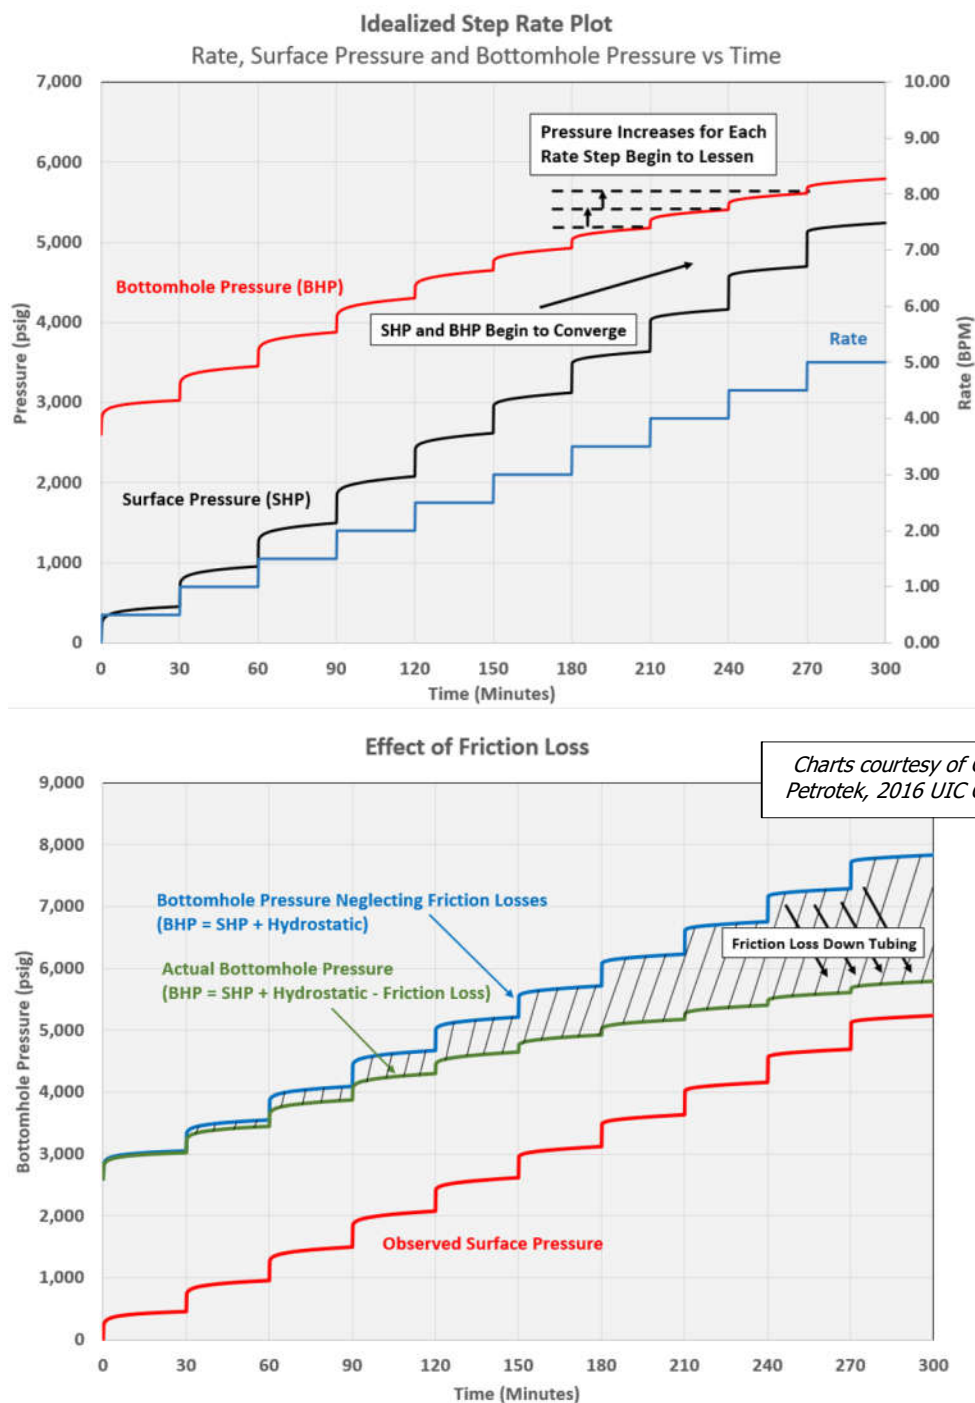 Idealized Step Rate Plot
Rate, Surface Pressure and Bottomhole Pressure vs Time
7,000
6,000
5,000
4,000
3,000
2,000
1,000
0
Pressure (psig)
10.00
9.00
8.00
7.00
6.00
5.00
4.00
3.00
2.00
1.00
0.00
Rate (BPM)
Pressure Increases for Each
Rate Step Begin to Lessen
Bottomhole Pressure (BHP)
SHP and BHP Begin to Converge
Rate
Surface Pressure (SHP)
0 30 60 90 120 150 180 210 240 270 300
Time (Minutes)
Effect of Friction Loss
Charts courtesy of
Petrotek, 2016 UIC
9,000
8,000
7,000
6,000
5,000
4,000
3,000
2,000
1,000
0
Bottomhole Pressure (psig)
Bottomhole Pressure Neglecting Friction Losses
(BHP = SHP + Hydrostatic)
Friction Loss Down Tubing
Actual Bottomhole Pressure
(BHP = SHP + Hydrostatic - Friction Loss)
Observed Surface Pressure
0 30 60 90 120 150 180 210 240 270 300
Time (Minutes)